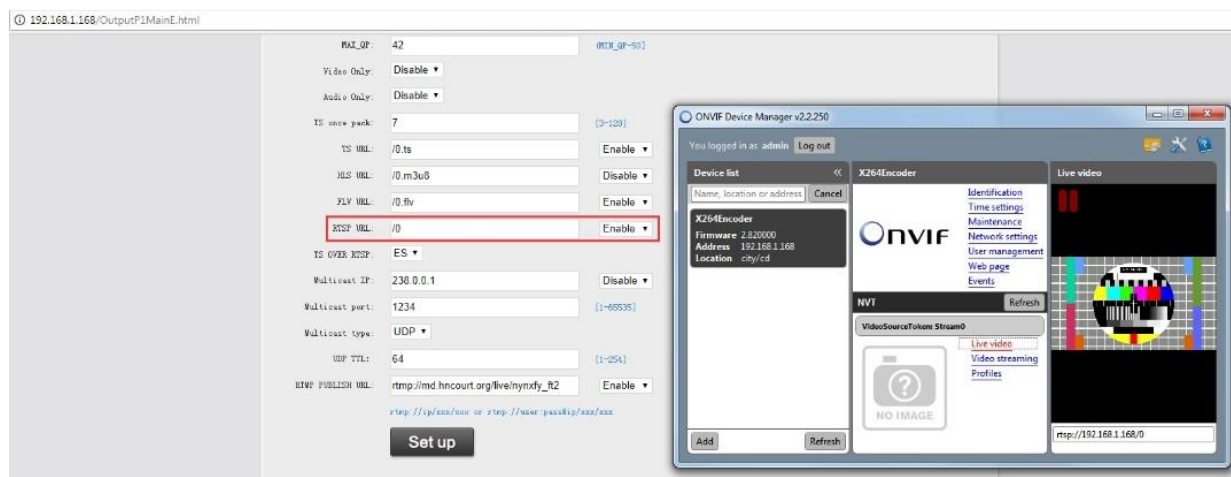 192.168.1.168/OutputP1MainE.html
MAX_QP: 42 (MIN_QP-50]
Video Only: Disable
Audio Only: Disable
TS once pack: 7 [3-128]
TS URL: /0.ts Enable
HLS URL: /0.m3u8 Disable
FLV URL: /0.flv Enable
RTSP URL: /0 Enable
TS OVER RTSP: ES
Multicast IP: 238.0.0.1 Disable
Multicast port: 1234 [1-65535]
Multicast type: UDP
UDP TTL: 64 [1-254]
RTMP PUBLISH URL: rtmp://md.hncourt.org/live/nynxfy_ft2 Enable
rtmp://ip/xxx/xxx or rtmp://user:pass@ip/xxx/xxx
Set up
ONVIF Device Manager v2.2.250
You logged in as admin Log out
Device list «
Name, location or address Cancel
X264Encoder
Firmware 2.820000
Address 192.168.1.168
Location city/cd
Add Refresh
X264Encoder
ONVIF
Identification
Time settings
Maintenance
Network settings
User management
Web page
Events
NVT Refresh
VideoSourceToken: Stream0
NO IMAGE
Live video
Video streaming
Profiles
Live video
rtsp://192.168.1.168/0